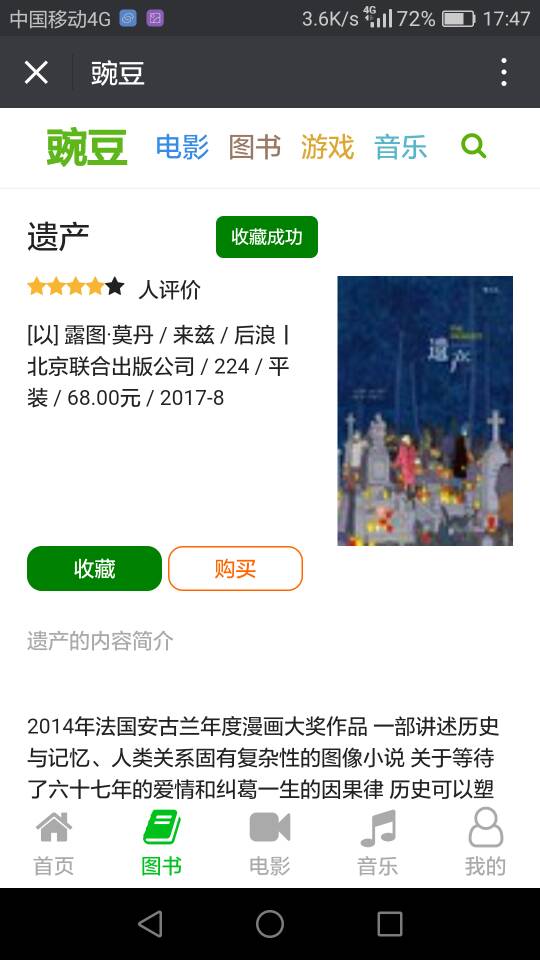 中国移动4G 3.6K/s 4G 72% 17:47
豌豆
豌豆 电影 图书 游戏 音乐
遗产 收藏成功
人评价
[以] 露图·莫丹 / 来兹 / 后浪丨
北京联合出版公司 / 224 / 平
装 / 68.00元 / 2017-8
遗产
收藏 购买
遗产的内容简介
2014年法国安古兰年度漫画大奖作品 一部讲述历史
与记忆、人类关系固有复杂性的图像小说 关于等待
了六十七年的爱情和纠葛一生的因果律 历史可以塑
首页 图书 电影 音乐 我的